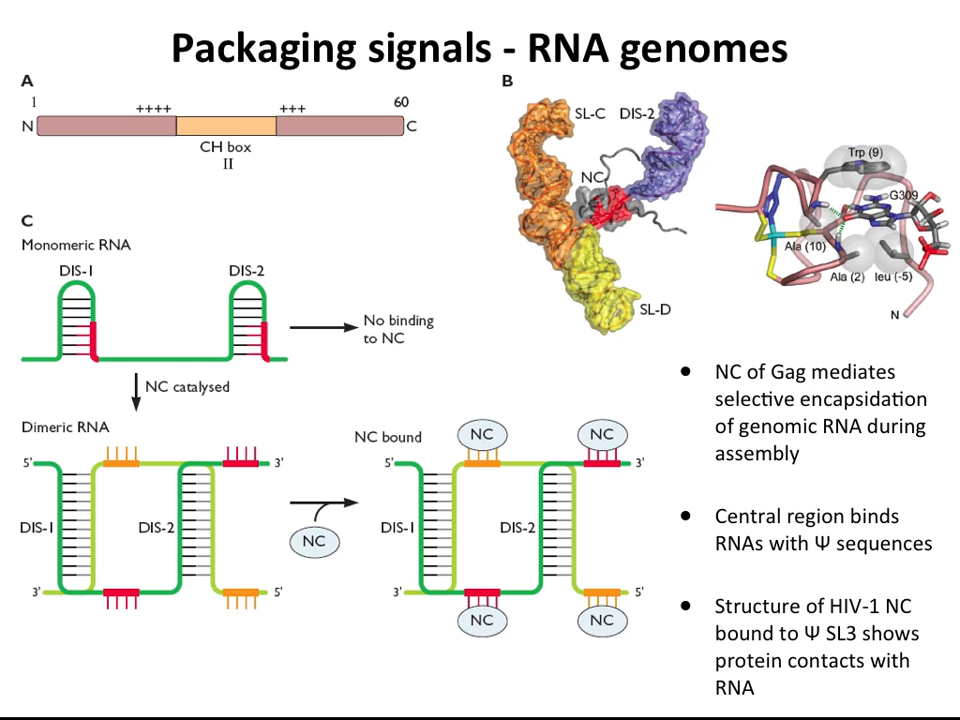 Packaging signals - RNA genomes
A
1
++++
+++
60
N
C
CH box
II
B
SL-C
DIS-2
NC
SL-D
Trp (9)
G309
Ala (10)
Ala (2)
leu (-5)
N
C
Monomeric RNA
DIS-1
DIS-2
No binding
to NC
NC catalysed
Dimeric RNA
5'
3'
DIS-1
DIS-2
3'
5'
NC
NC bound
NC
NC
5'
3'
DIS-1
DIS-2
3'
5'
NC
NC
● NC of Gag mediates
selective encapsidation
of genomic RNA during
assembly
● Central region binds
RNAs with Ψ sequences
● Structure of HIV-1 NC
bound to Ψ SL3 shows
protein contacts with
RNA